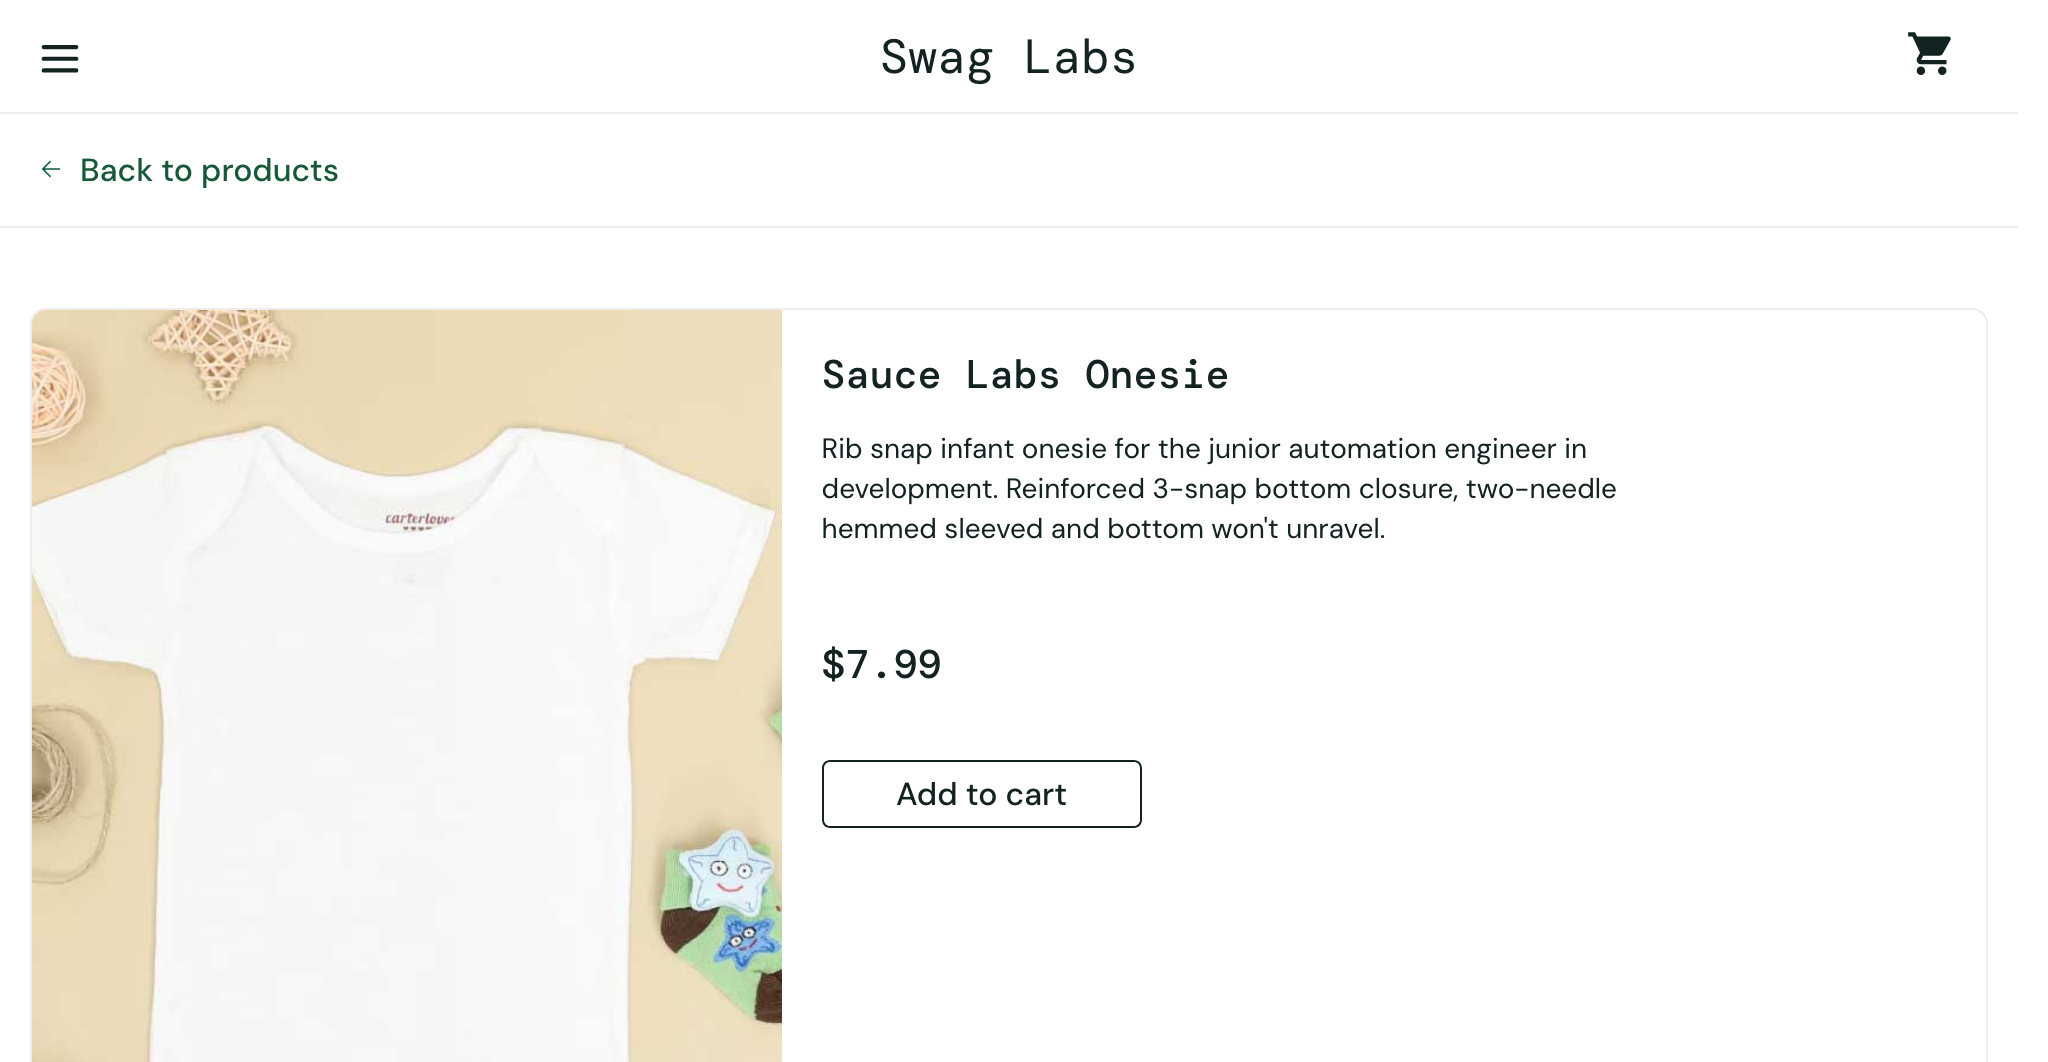 Swag Labs
Back to products
Sauce Labs Onesie
Rib snap infant onesie for the junior automation engineer in
development. Reinforced 3-snap bottom closure, two-needle
hemmed sleeved and bottom won't unravel.
$7.99
Add to cart